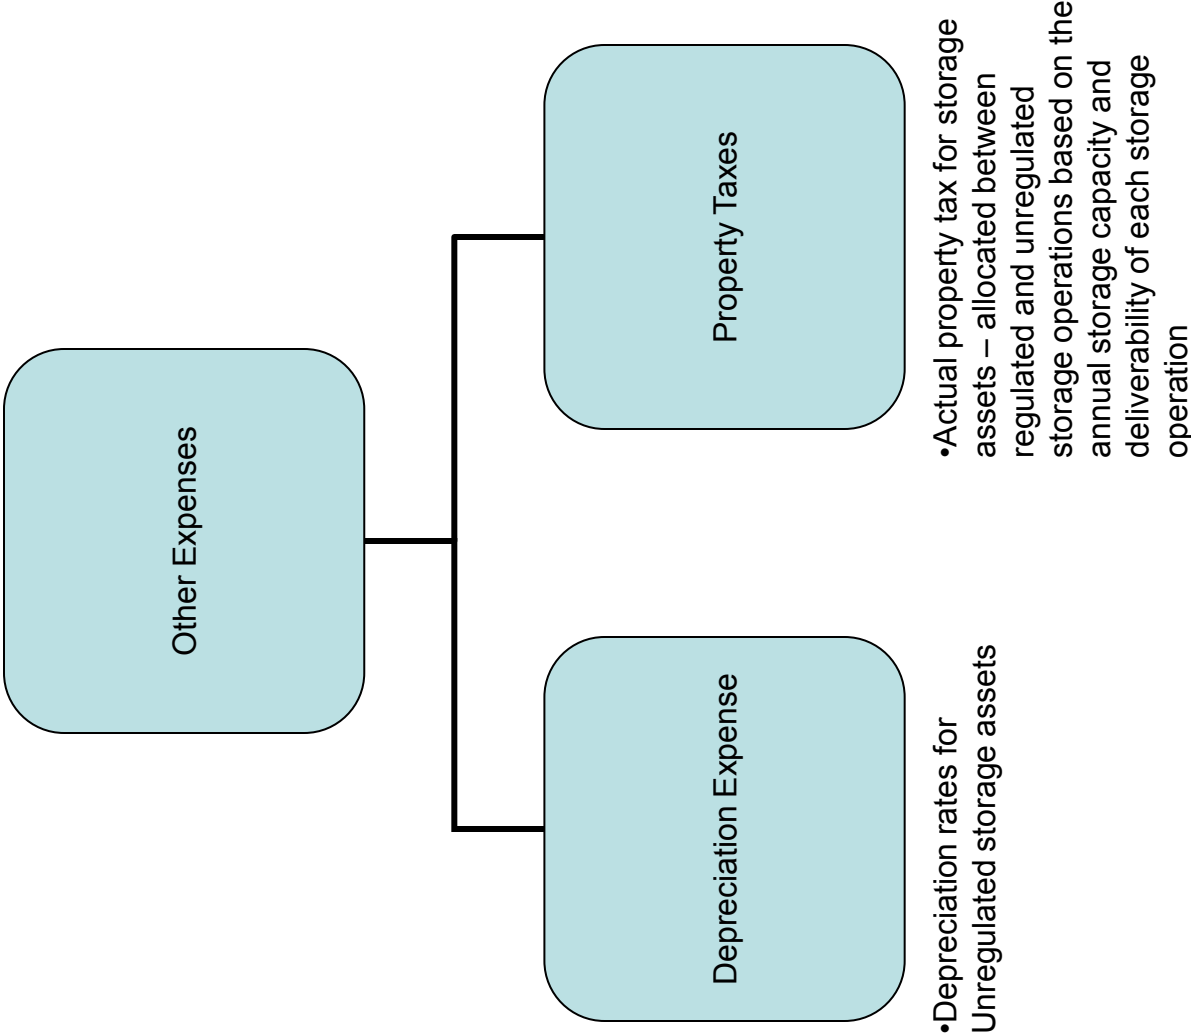 Other Expenses
Depreciation Expense
Property Taxes
•Depreciation rates for
Unregulated storage assets
•Actual property tax for storage
assets – allocated between
regulated and unregulated
storage operations based on the
annual storage capacity and
deliverability of each storage
operation